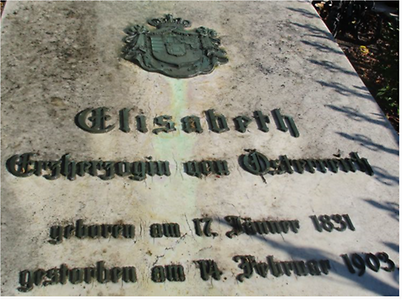 Elisabeth
Erzherzogin von Österreich
geboren am 17. Jänner 1831
gestorben am 14. Februar 1903